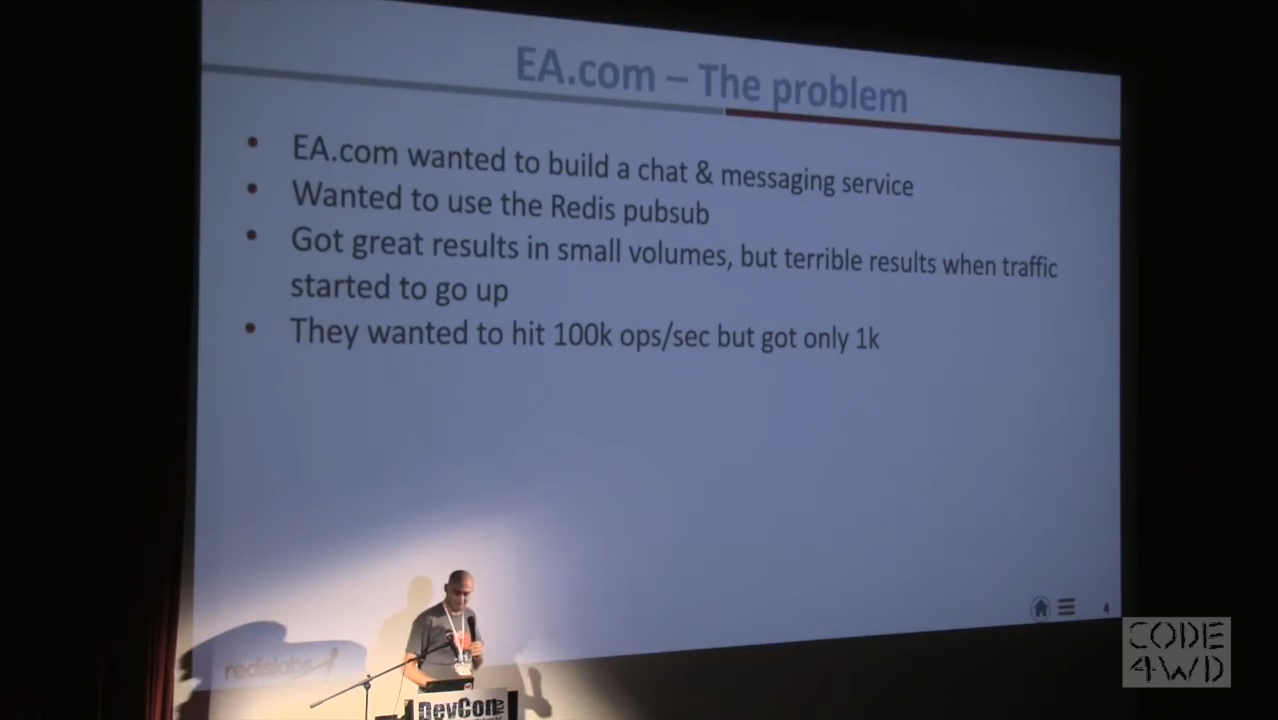 EA.com – The problem
• EA.com wanted to build a chat & messaging service
• Wanted to use the Redis pubsub
• Got great results in small volumes, but terrible results when traffic
started to go up
• They wanted to hit 100k ops/sec but got only 1k
4
redislabs
DevCon
CODE
4WD